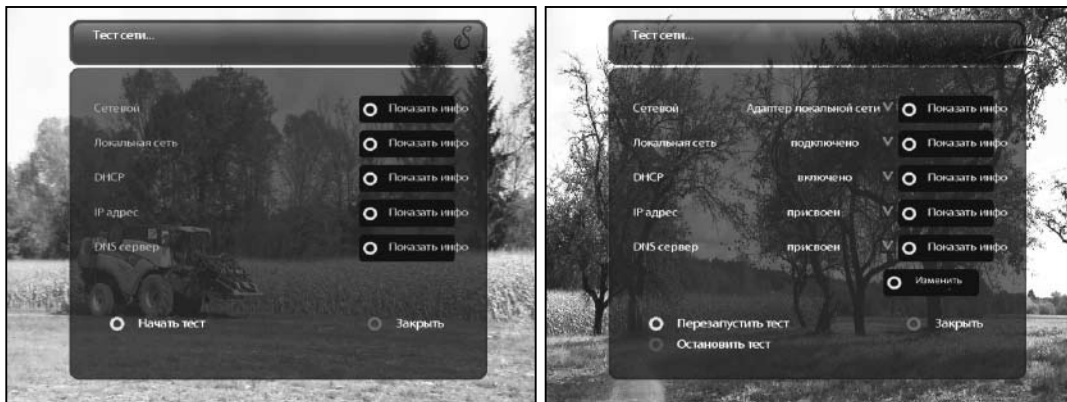 Тест сети...
Сетевой Показать инфо
Локальная сеть Показать инфо
DHCP Показать инфо
IP адрес Показать инфо
DNS сервер Показать инфо
Начать тест Закрыть
Тест сети...
Сетевой Адаптер локальной сети Показать инфо
Локальная сеть подключено Показать инфо
DHCP включено Показать инфо
IP адрес присвоен Показать инфо
DNS сервер присвоен Показать инфо
Изменить
Перезапустить тест Закрыть
Остановить тест